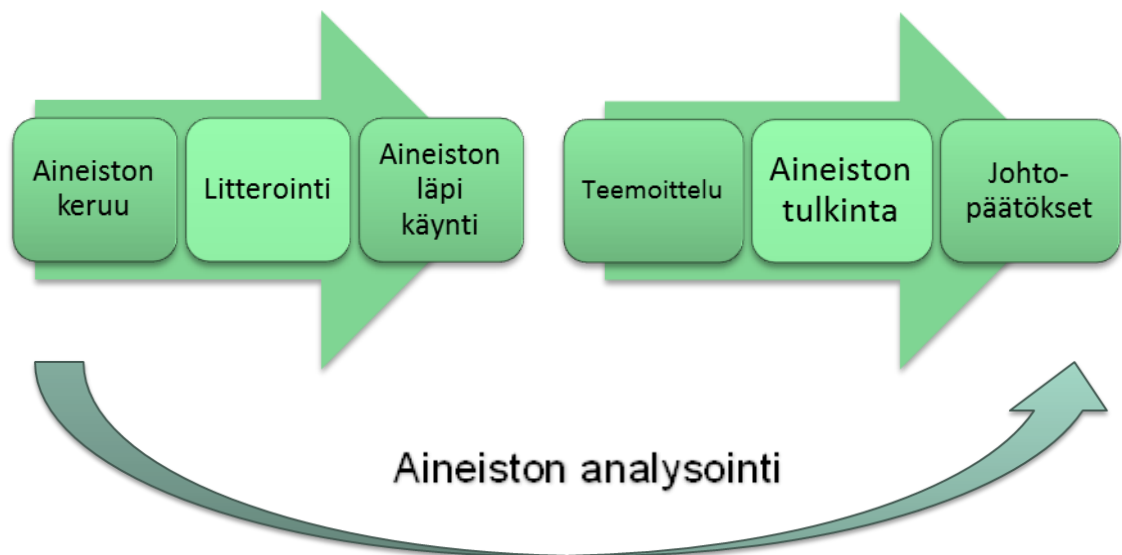 Aineiston
keruu
Litterointi
Aineiston
läpi
käynti
Teemoittelu
Aineiston
tulkinta
Johto-
päätökset
Aineiston analysointi